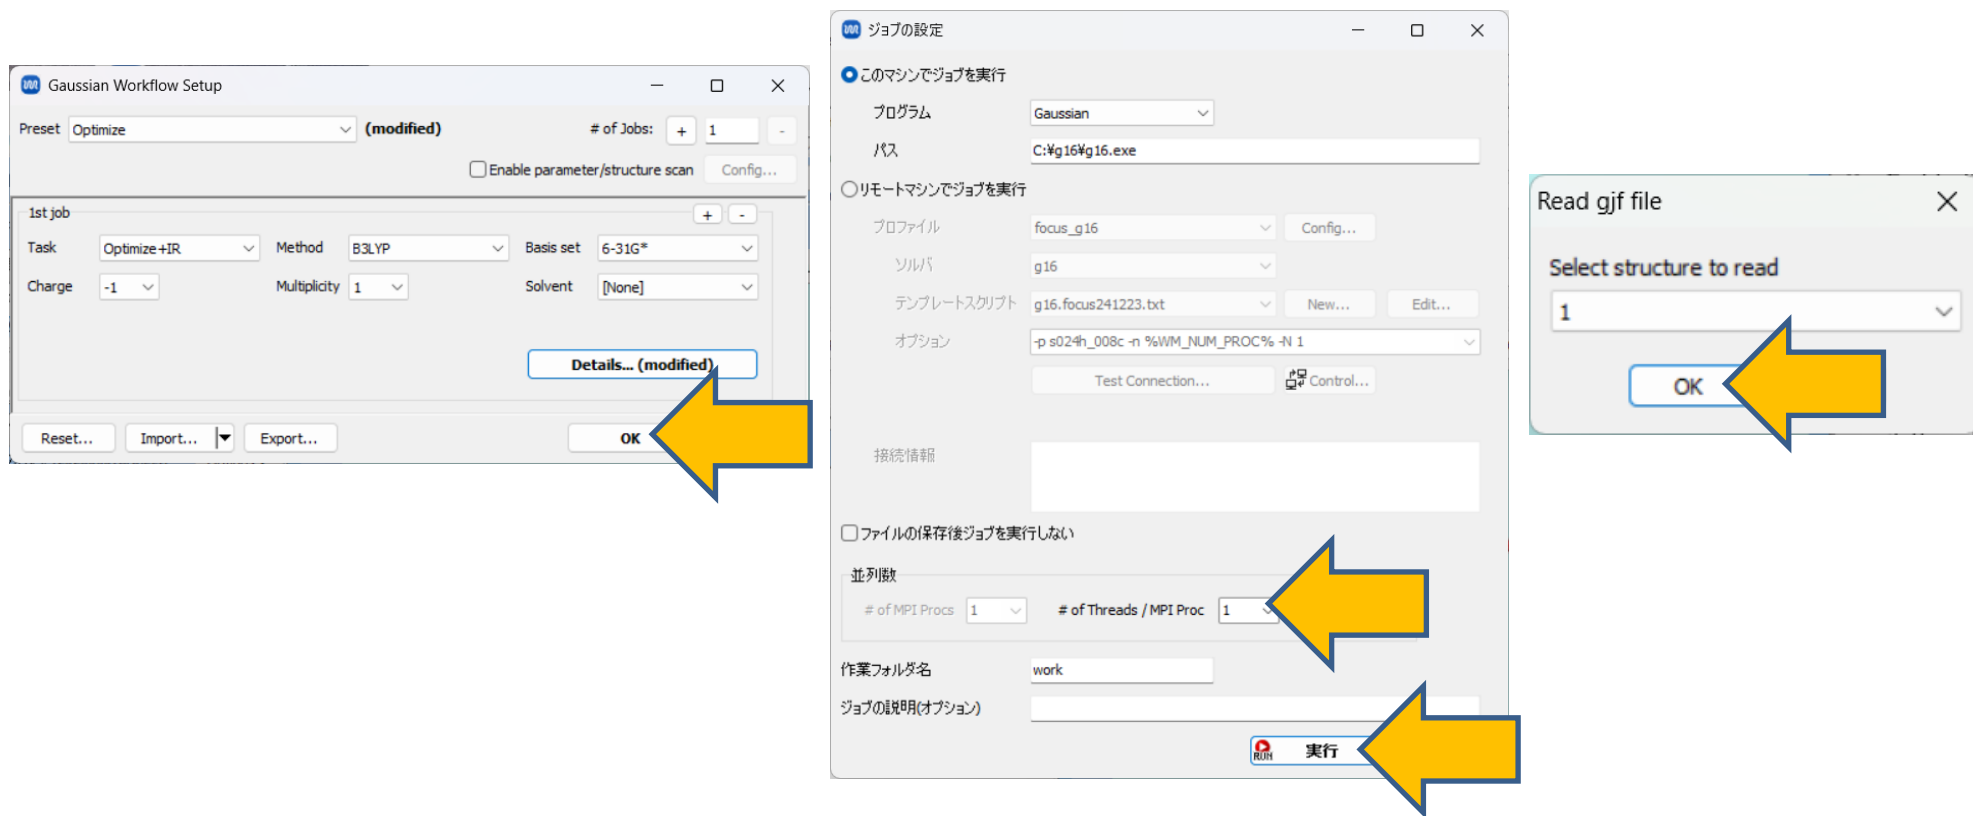 Gaussian Workflow Setup
Preset Optimize (modified) # of Jobs: + 1 -
Enable parameter/structure scan Config...
1st job + -
Task Optimize+IR Method B3LYP Basis set 6-31G*
Charge -1 Multiplicity 1 Solvent [None]
Details... (modified)
Reset... Import... Export... OK
ジョブの設定
このマシンでジョブを実行
プログラム Gaussian
パス C:¥g16¥g16.exe
リモートマシンでジョブを実行
プロファイル focus_g16 Config...
ソルバ g16
テンプレートスクリプト g16.focus241223.txt New... Edit...
オプション -p s024h_008c -n %WM_NUM_PROC% -N 1
Test Connection... Control...
接続情報
ファイルの保存後ジョブを実行しない
並列数
# of MPI Procs 1 # of Threads / MPI Proc 1
作業フォルダ名 work
ジョブの説明(オプション)
RUN 実行
Read gjf file
Select structure to read
1
OK